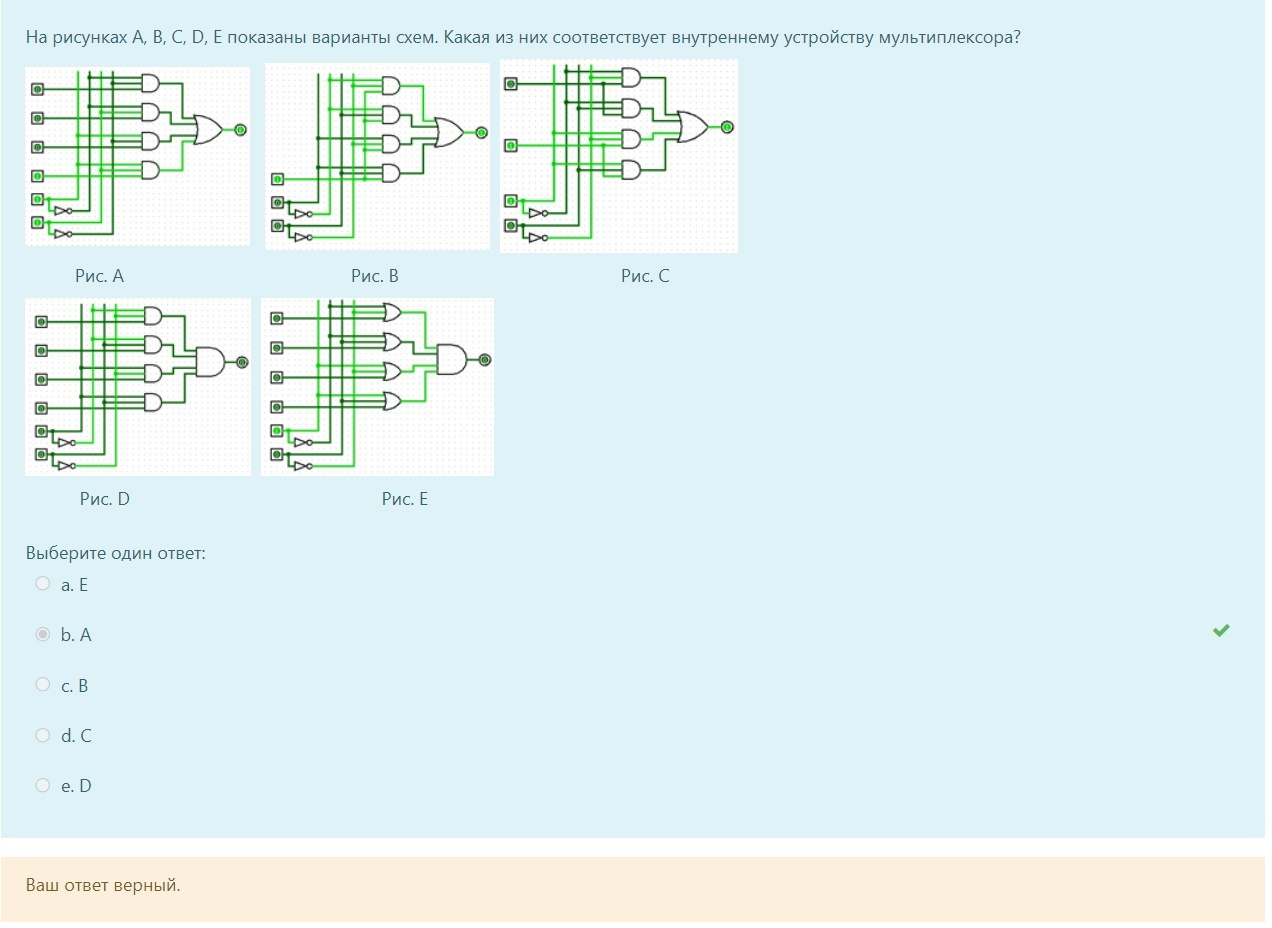 На рисунках A, B, C, D, E показаны варианты схем. Какая из них соответствует внутреннему устройству мультиплексора?
Рис. A Рис. B Рис. C
Рис. D Рис. E
Выберите один ответ:
a. E
b. A
c. B
d. C
e. D
Ваш ответ верный.